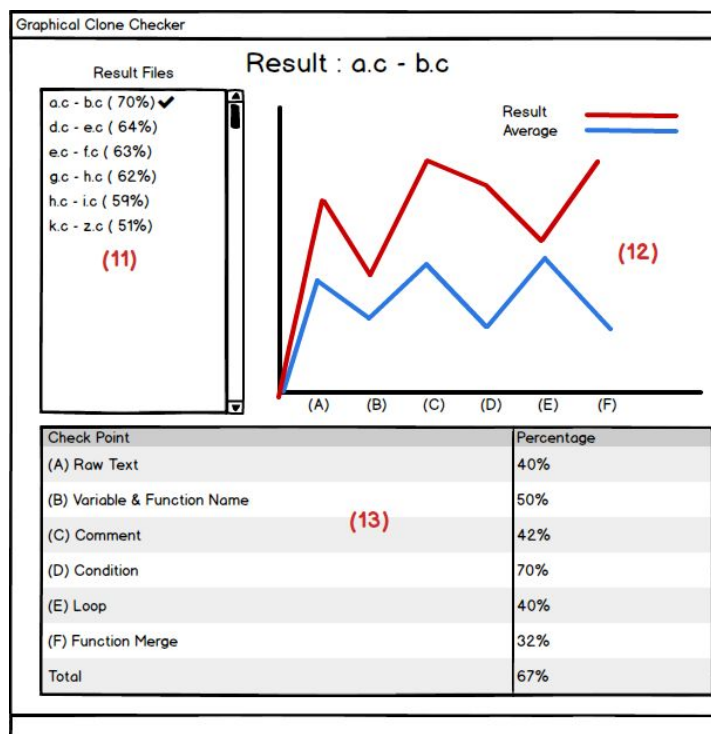 Graphical Clone Checker
Result : a.c - b.c
Result Files
a.c - b.c ( 70%)
d.c - e.c ( 64%)
e.c - f.c ( 63%)
g.c - h.c ( 62%)
h.c - i.c ( 59%)
k.c - z.c ( 51%)
(11)
Result
Average
(12)
(A) (B) (C) (D) (E) (F)
Check Point Percentage
(A) Raw Text 40%
(B) Variable & Function Name 50%
(13)
(C) Comment 42%
(D) Condition 70%
(E) Loop 40%
(F) Function Merge 32%
Total 67%